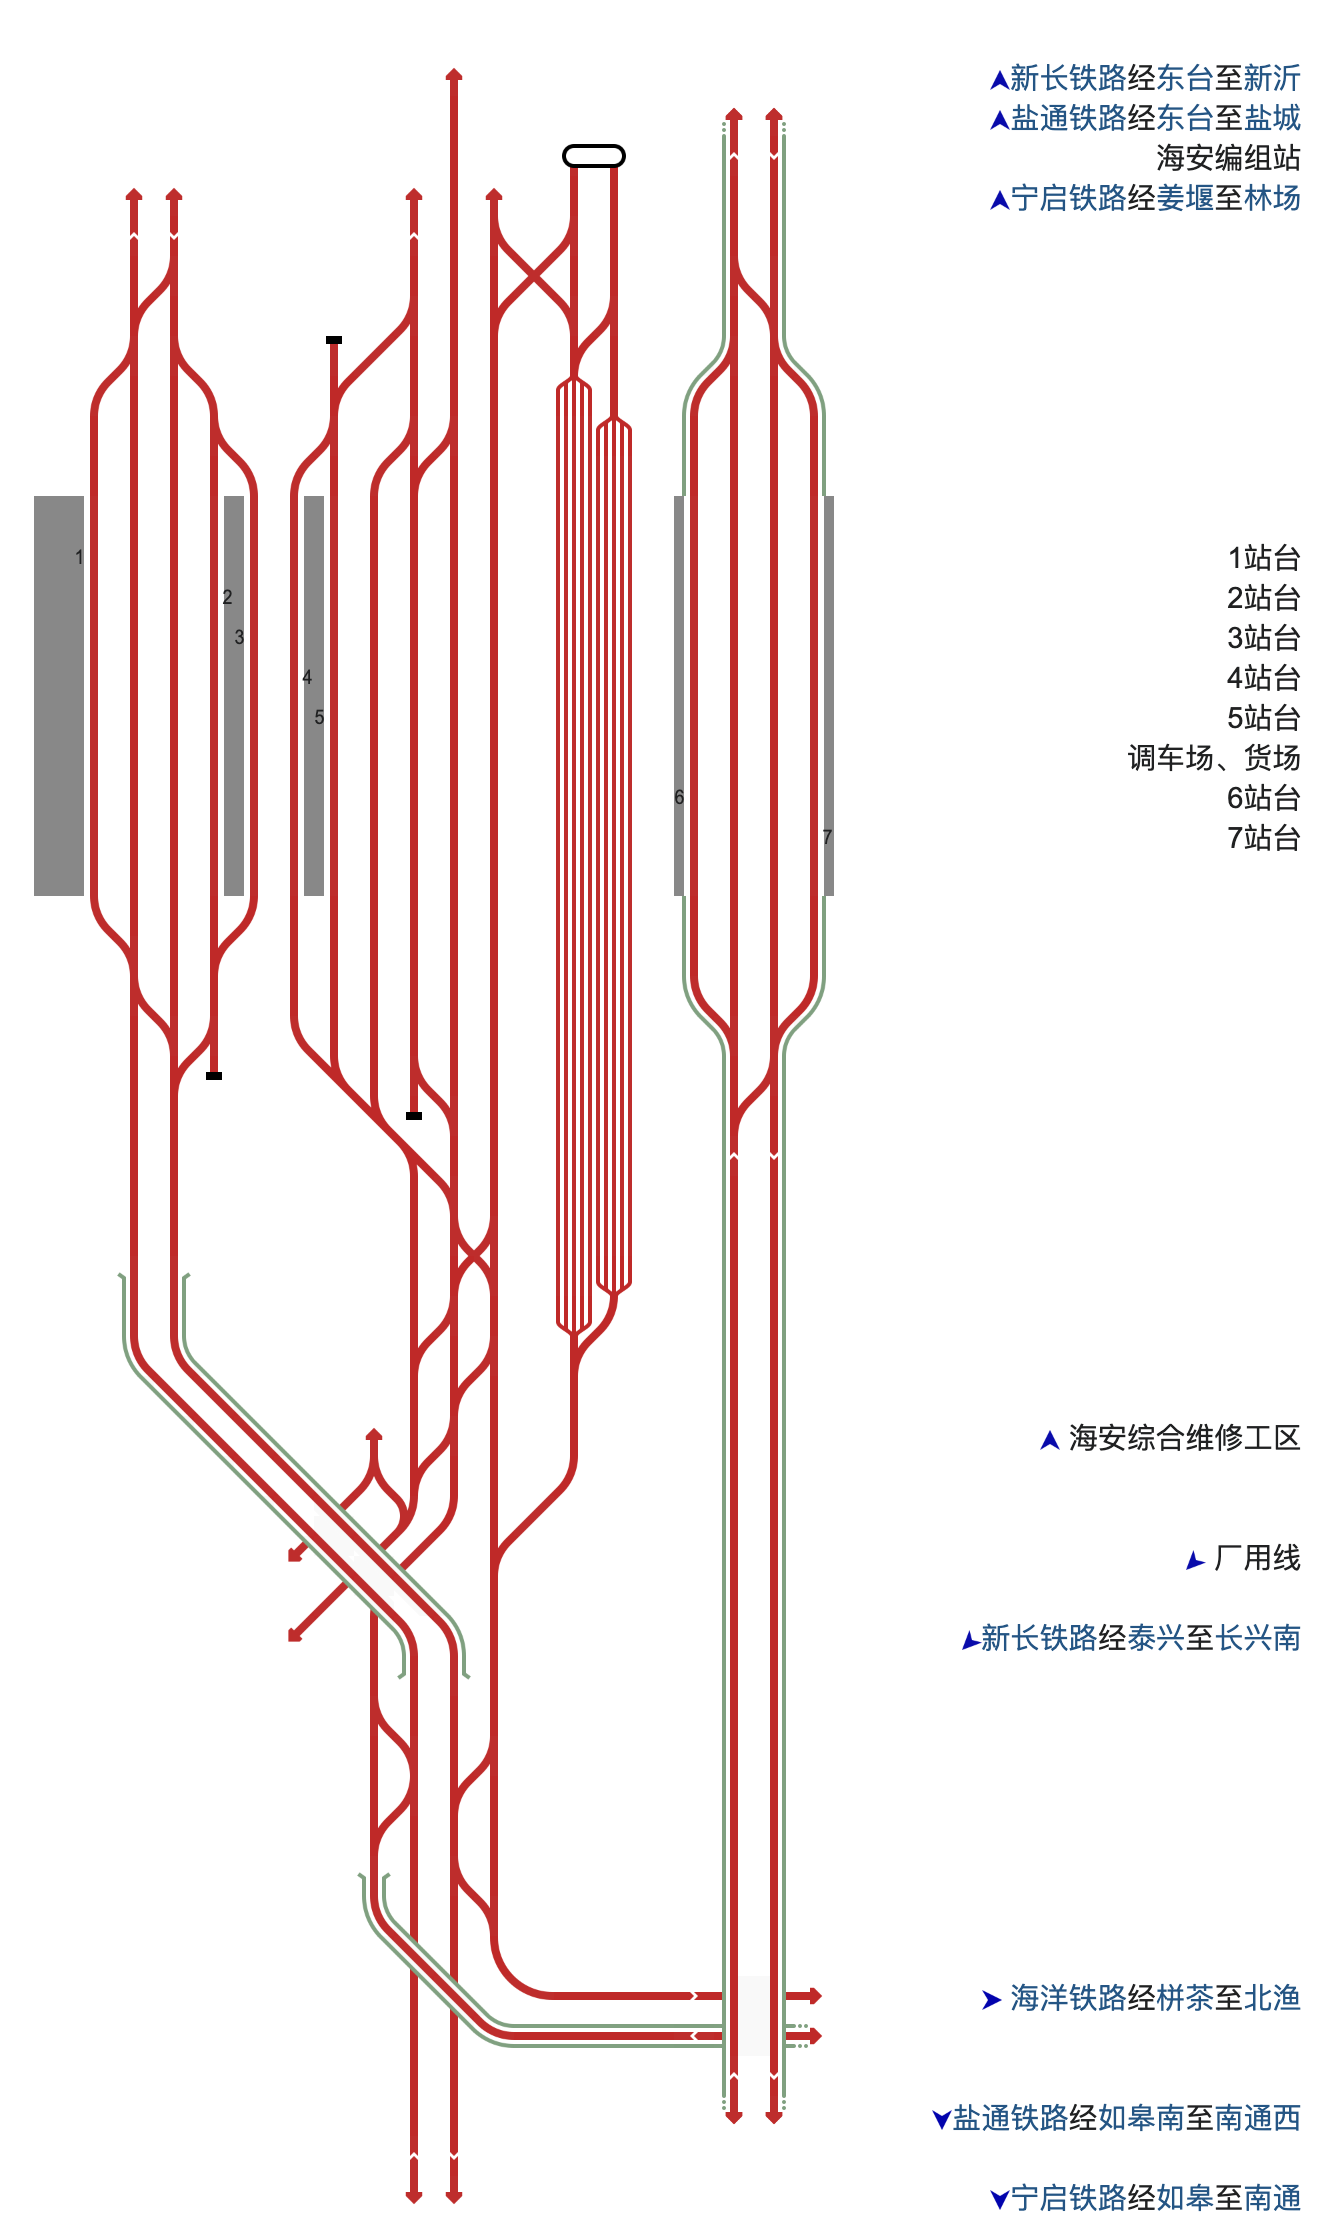 新长铁路经东台至新沂
盐通铁路经东台至盐城
海安编组站
宁启铁路经姜堰至林场
1
1站台
2
2站台
3
3站台
4
4站台
5
5站台
调车场、货场
6
6站台
7
7站台
海安综合维修工区
厂用线
新长铁路经泰兴至长兴南
海洋铁路经栟茶至北渔
盐通铁路经如皋南至南通西
宁启铁路经如皋至南通